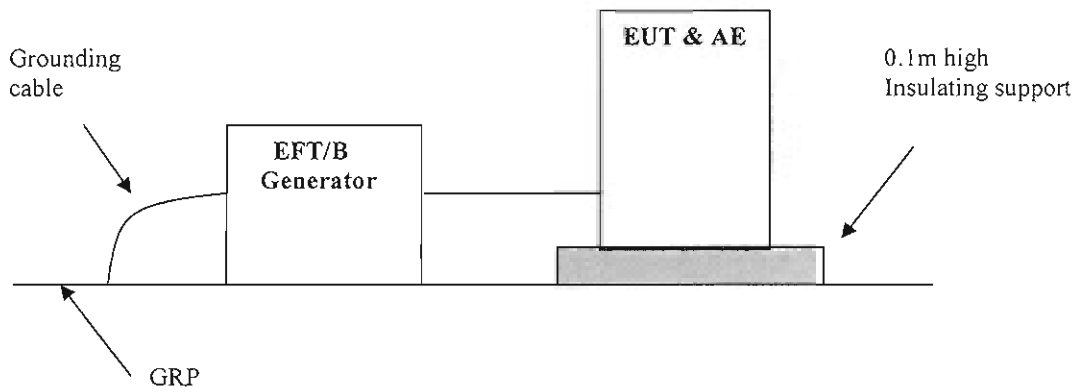 Grounding
cable
EFT/B
Generator
EUT & AE
0.1m high
Insulating support
GRP